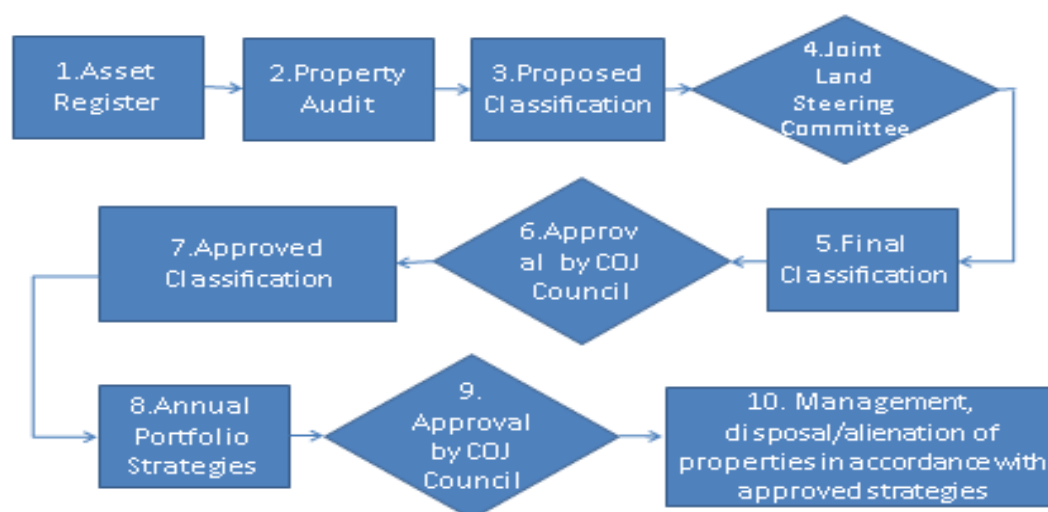 1.Asset
Register
2.Property
Audit
3.Proposed
Classification
4.Joint
Land
Steering
Committee
5.Final
Classification
6.Approv
al by COJ
Council
7.Approved
Classification
8.Annual
Portfolio
Strategies
9.
Approval
by COJ
Council
10. Management,
disposal/alienation of
properties in accordance with
approved strategies